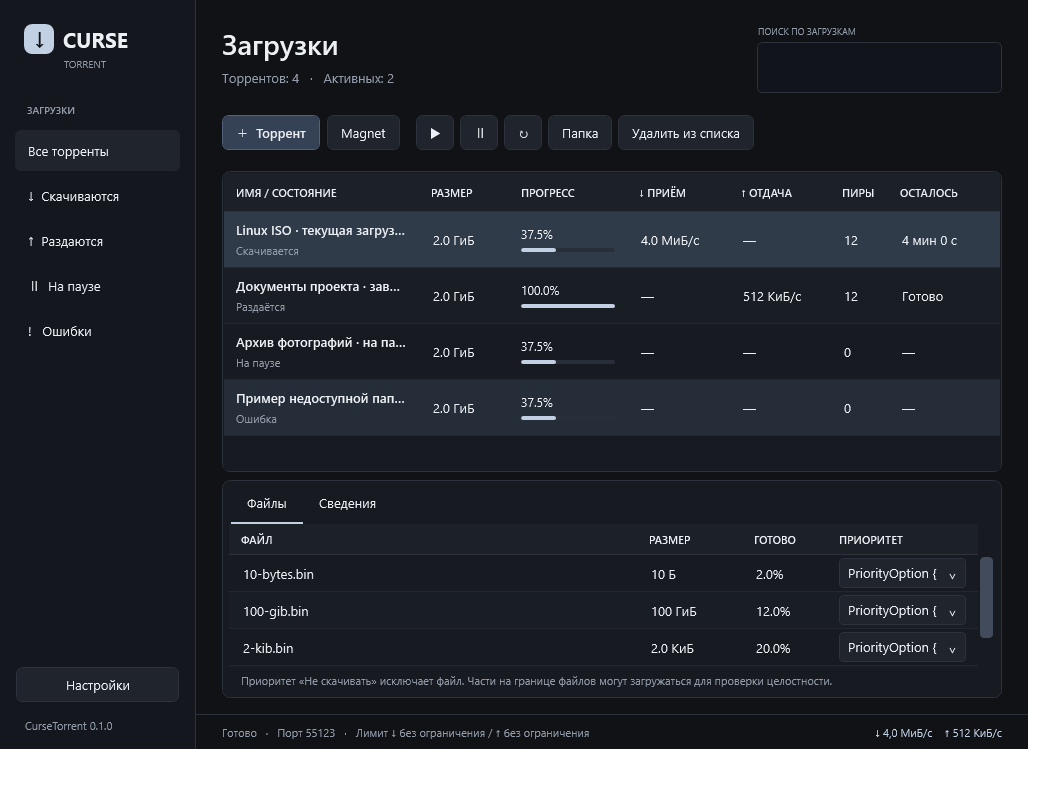 ↓ CURSE
TORRENT
ЗАГРУЗКИ
Все торренты
↓ Скачиваются
↑ Раздаются
II На паузе
! Ошибки
Настройки
CurseTorrent 0.1.0
Загрузки
Торрентов: 4 · Активных: 2
ПОИСК ПО ЗАГРУЗКАМ
+ Торрент Magnet ▶ II ↻ Папка Удалить из списка
ИМЯ / СОСТОЯНИЕ РАЗМЕР ПРОГРЕСС ↓ ПРИЁМ ↑ ОТДАЧА ПИРЫ ОСТАЛОСЬ
Linux ISO · текущая загруз... 2.0 ГиБ 37.5% 4.0 МиБ/с — 12 4 мин 0 с
Скачивается
Документы проекта · зав... 2.0 ГиБ 100.0% — 512 КиБ/с 12 Готово
Раздаётся
Архив фотографий · на па... 2.0 ГиБ 37.5% — — 0 —
На паузе
Пример недоступной пап... 2.0 ГиБ 37.5% — — 0 —
Ошибка
Файлы Сведения
ФАЙЛ РАЗМЕР ГОТОВО ПРИОРИТЕТ
10-bytes.bin 10 Б 2.0% PriorityOption {
100-gib.bin 100 ГиБ 12.0% PriorityOption {
2-kib.bin 2.0 КиБ 20.0% PriorityOption {
Приоритет «Не скачивать» исключает файл. Части на границе файлов могут загружаться для проверки целостности.
Готово · Порт 55123 · Лимит ↓ без ограничения / ↑ без ограничения ↓ 4,0 МиБ/с ↑ 512 КиБ/с